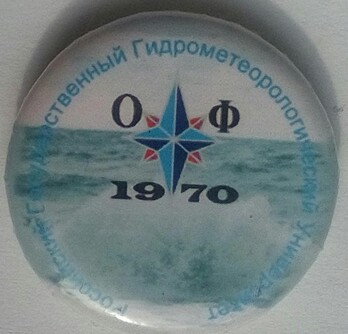 Российский Государственный Гидрометеорологический Университет
О Ф
1970